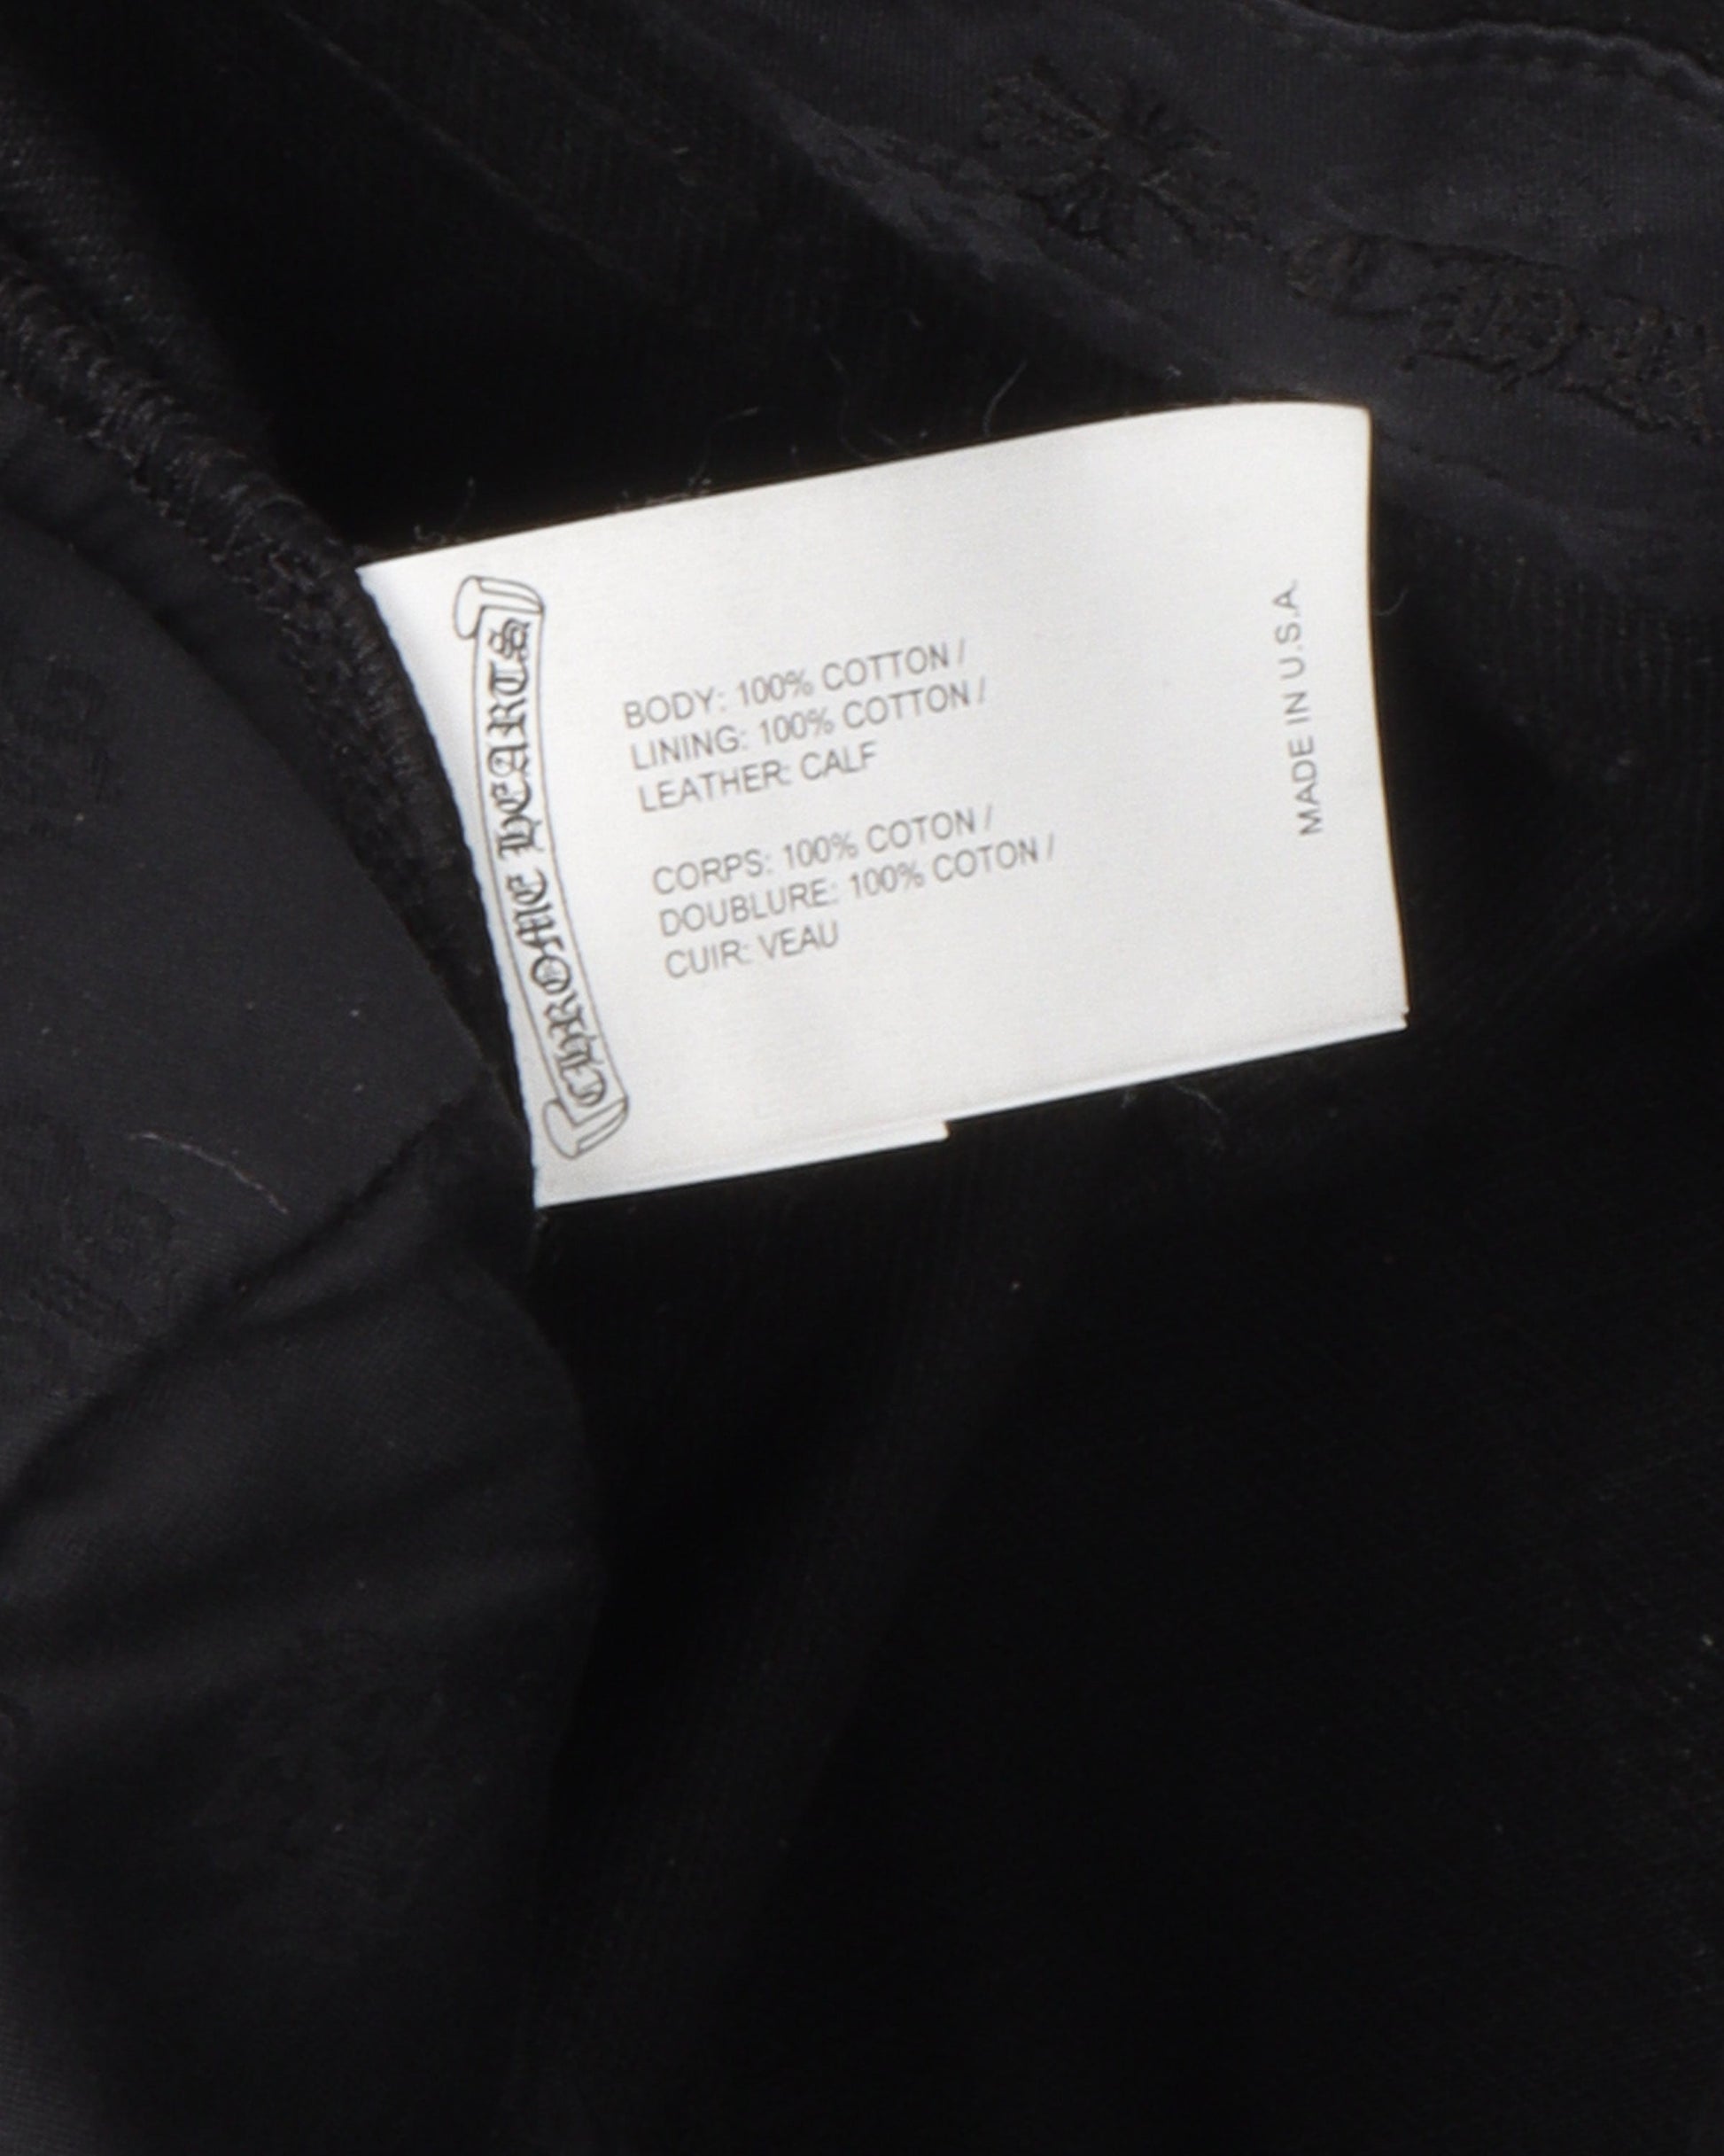 CHROME HEARTS
BODY: 100% COTTON /
LINING: 100% COTTON /
LEATHER: CALF
CORPS: 100% COTON /
DOUBLURE: 100% COTON /
CUIR: VEAU
MADE IN U.S.A.